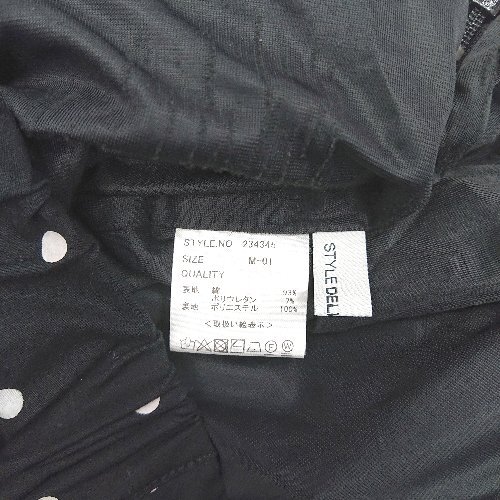 STYLE.NO 234345
SIZE M-01
QUALITY
表地 綿 93%
ポリウレタン 7%
裏地 ポリエステル 100%
<取扱い絵表示>
STYLEDEL